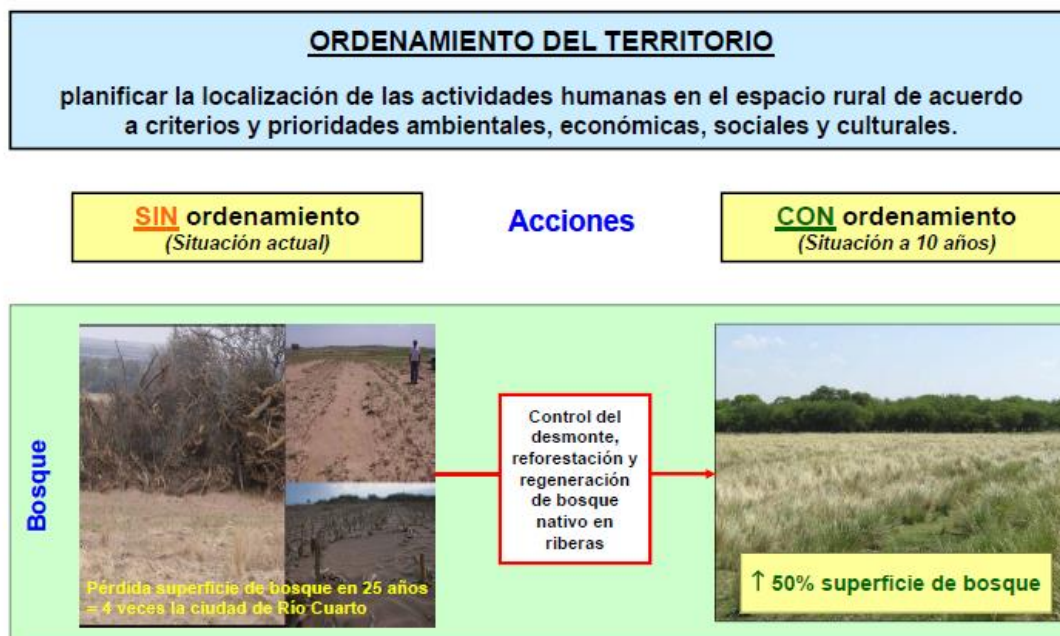 ORDENAMIENTO DEL TERRITORIO
planificar la localización de las actividades humanas en el espacio rural de acuerdo
a criterios y prioridades ambientales, económicas, sociales y culturales.
SIN ordenamiento
(Situación actual)
Acciones
CON ordenamiento
(Situación a 10 años)
Bosque
Pérdida superficie de bosque en 25 años
= 4 veces la ciudad de Río Cuarto
Control del
desmonte,
reforestación y
regeneración
de bosque
nativo en
riberas
↑ 50% superficie de bosque